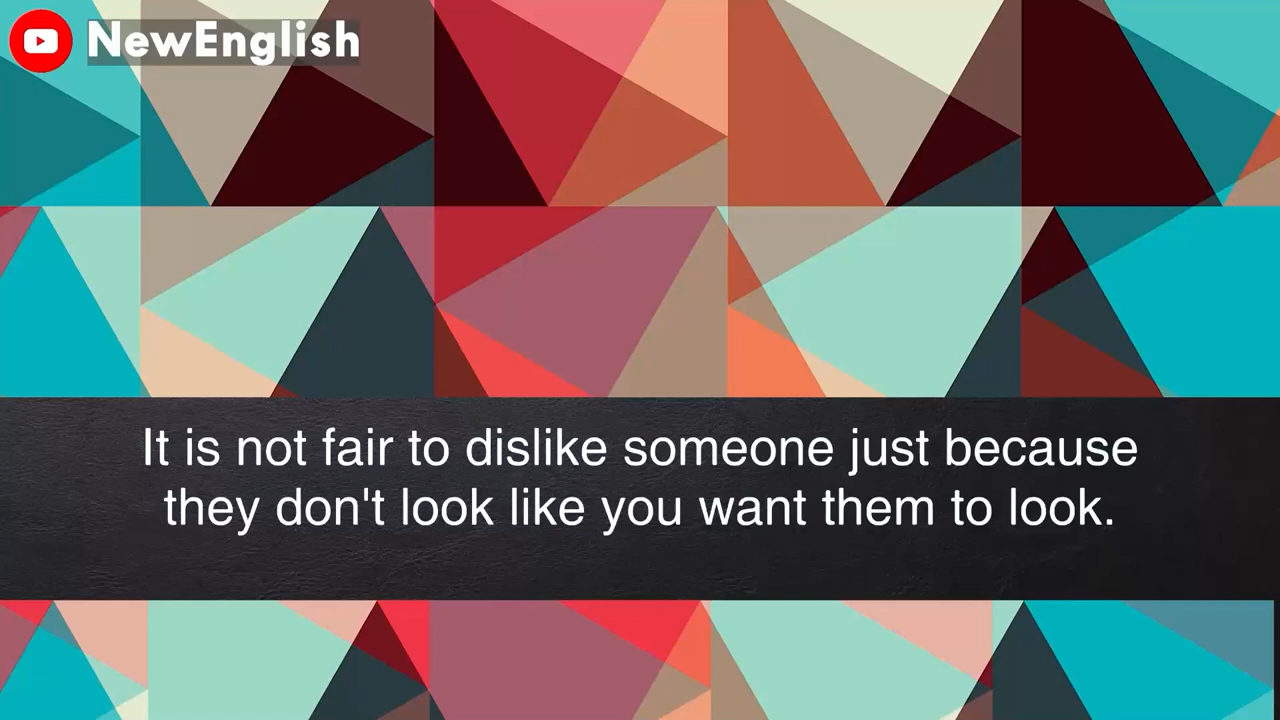 NewEnglish
It is not fair to dislike someone just because
they don't look like you want them to look.